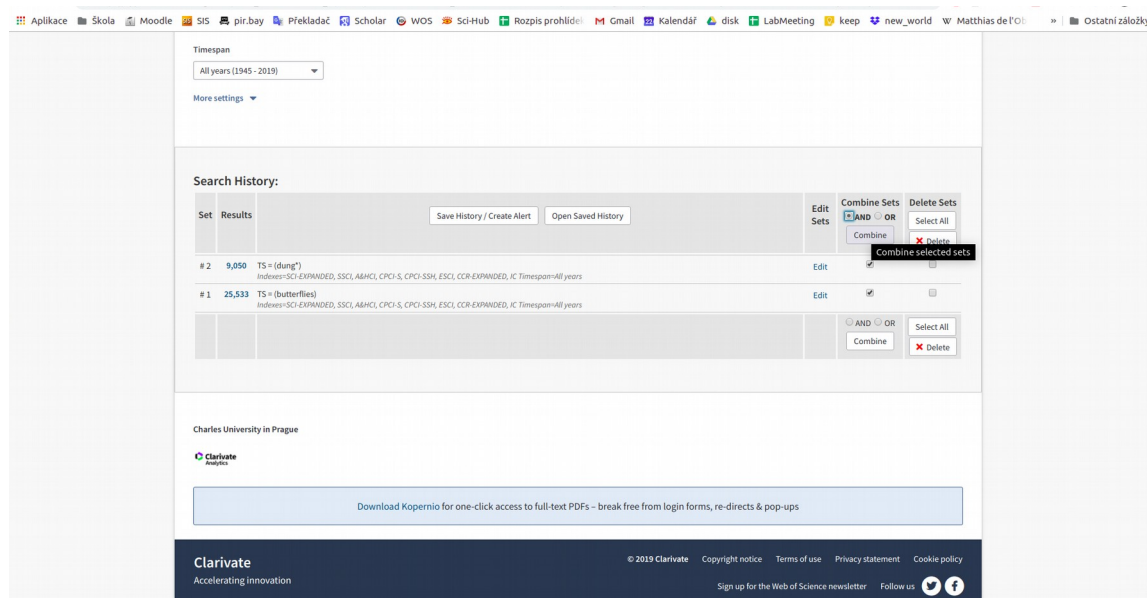 Aplikace Škola Moodle SIS pir.bay Překladač Scholar WOS Sci-Hub Rozpis prohlídek Gmail Kalendář disk LabMeeting keep new_world Matthias de l'Ob » Ostatní záložky
Timespan
All years (1945 - 2019)
More settings
Search History:
Set Results Save History / Create Alert Open Saved History Edit Sets Combine Sets AND OR Combine Delete Sets Select All Delete
Combine selected sets
# 2 9,050 TS = (dung*) Edit
Indexes=SCI-EXPANDED, SSCI, A&HCI, CPCI-S, CPCI-SSH, ESCI, CCR-EXPANDED, IC Timespan=All years
# 1 25,533 TS = (butterflies) Edit
Indexes=SCI-EXPANDED, SSCI, A&HCI, CPCI-S, CPCI-SSH, ESCI, CCR-EXPANDED, IC Timespan=All years
AND OR Select All
Combine Delete
Charles University in Prague
Clarivate
Analytics
Download Kopernio for one-click access to full-text PDFs – break free from login forms, re-directs & pop-ups
Clarivate © 2019 Clarivate Copyright notice Terms of use Privacy statement Cookie policy
Accelerating innovation
Sign up for the Web of Science newsletter Follow us